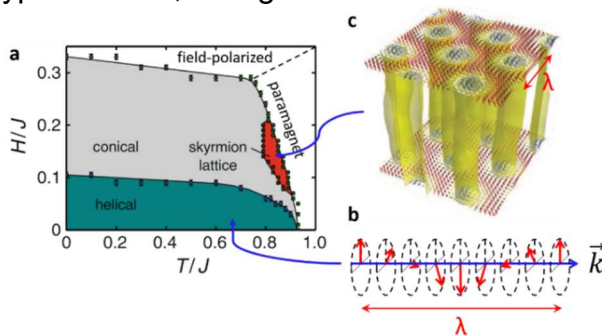 a
field-polarized
0.3
0.2
0.1
0
H/J
paramagnet
conical
skyrmion
lattice
helical
0
0.2
0.4
0.6
0.8
1.0
T/J
c
λ
b
k
λ